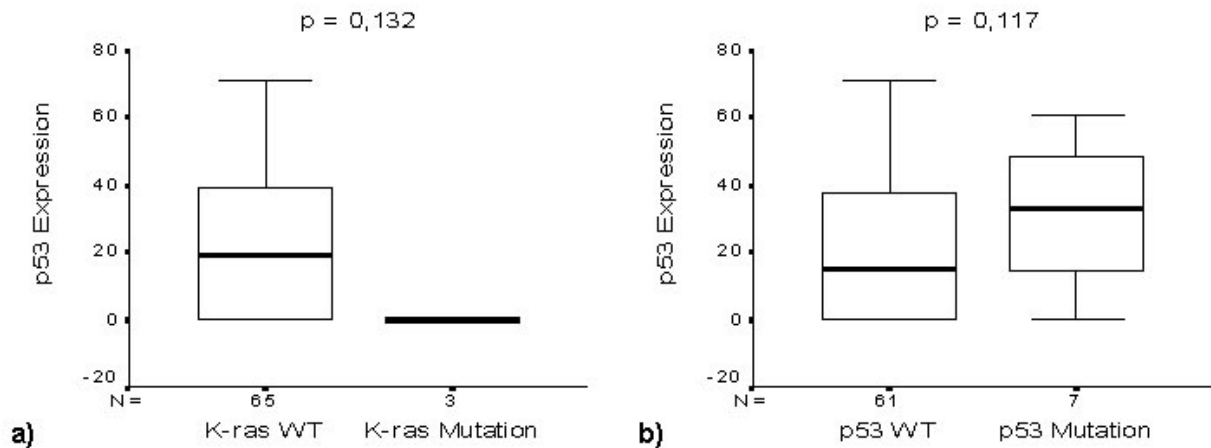 p = 0,132
80
60
40
20
0
-20
p53 Expression
N = 65 3
K-ras WT K-ras Mutation
a)
p = 0,117
80
60
40
20
0
-20
p53 Expression
N = 61 7
p53 WT p53 Mutation
b)